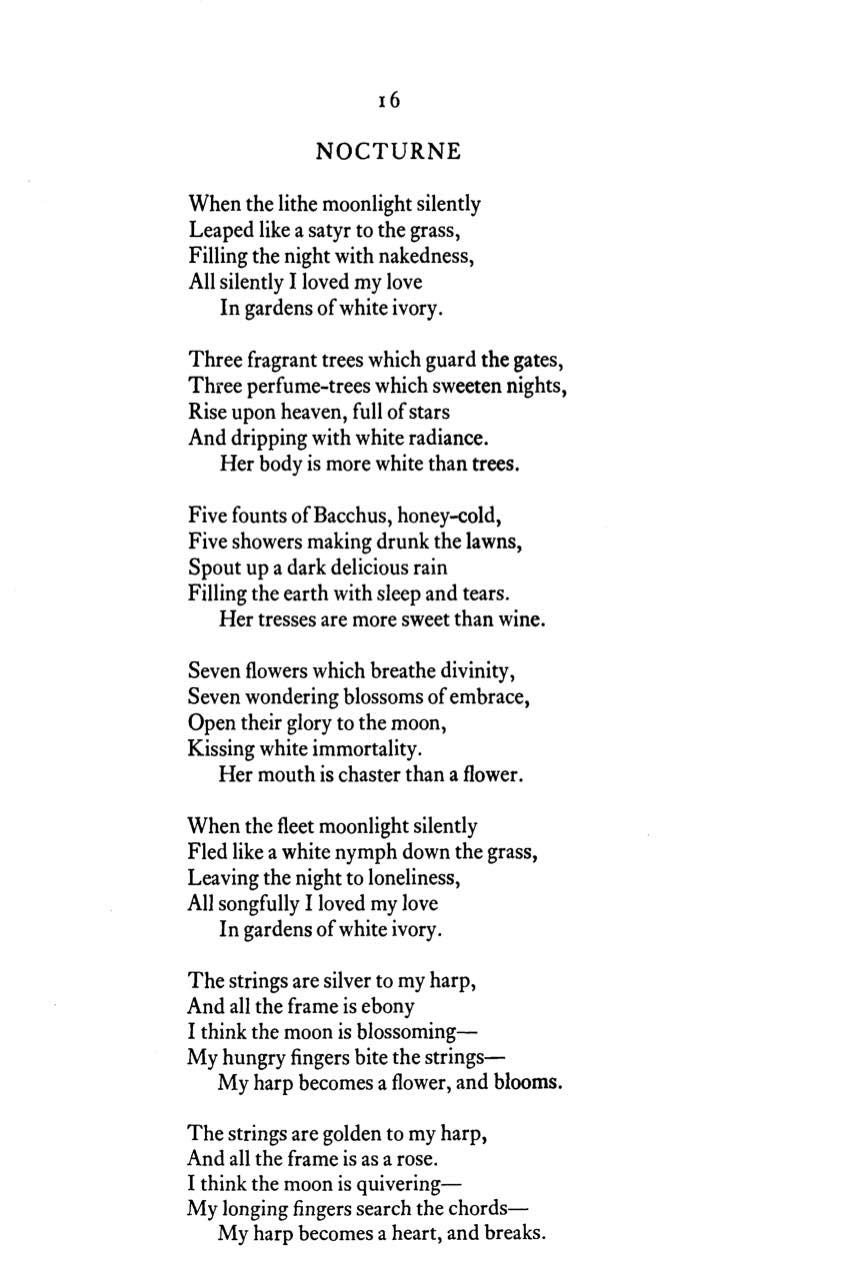 16
NOCTURNE
When the lithe moonlight silently
Leaped like a satyr to the grass,
Filling the night with nakedness,
All silently I loved my love
In gardens of white ivory.
Three fragrant trees which guard the gates,
Three perfume-trees which sweeten nights,
Rise upon heaven, full of stars
And dripping with white radiance.
Her body is more white than trees.
Five founts of Bacchus, honey-cold,
Five showers making drunk the lawns,
Spout up a dark delicious rain
Filling the earth with sleep and tears.
Her tresses are more sweet than wine.
Seven flowers which breathe divinity,
Seven wondering blossoms of embrace,
Open their glory to the moon,
Kissing white immortality.
Her mouth is chaster than a flower.
When the fleet moonlight silently
Fled like a white nymph down the grass,
Leaving the night to loneliness,
All songfully I loved my love
In gardens of white ivory.
The strings are silver to my harp,
And all the frame is ebony
I think the moon is blossoming—
My hungry fingers bite the strings—
My harp becomes a flower, and blooms.
The strings are golden to my harp,
And all the frame is as a rose.
I think the moon is quivering—
My longing fingers search the chords—
My harp becomes a heart, and breaks.